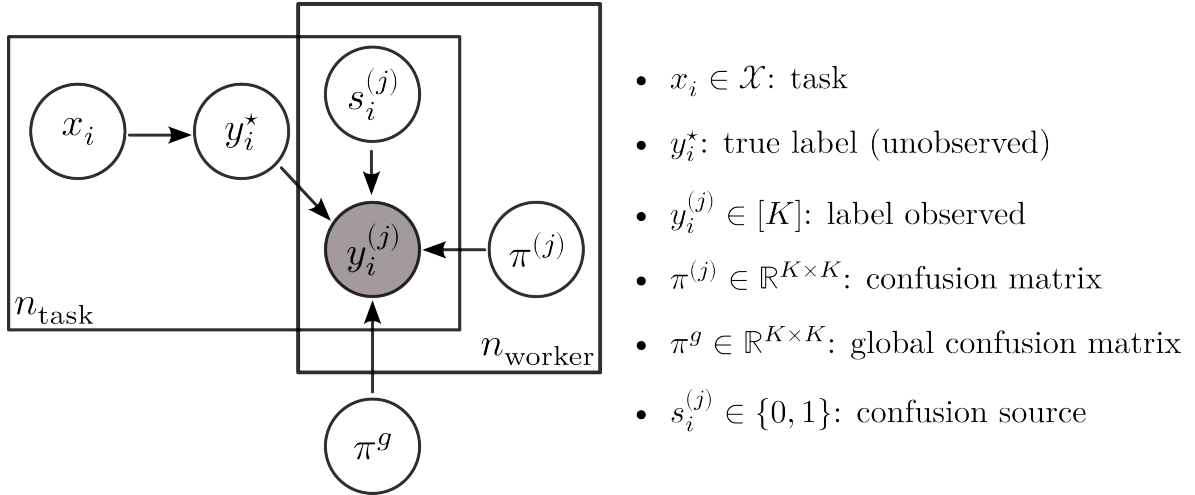 x_i
y_i^⋆
s_i^{(j)}
y_i^{(j)}
π^{(j)}
n_task
n_worker
π^g
• x_i ∈ 𝒳: task
• y_i^⋆: true label (unobserved)
• y_i^{(j)} ∈ [K]: label observed
• π^{(j)} ∈ ℝ^{K×K}: confusion matrix
• π^g ∈ ℝ^{K×K}: global confusion matrix
• s_i^{(j)} ∈ {0, 1}: confusion source